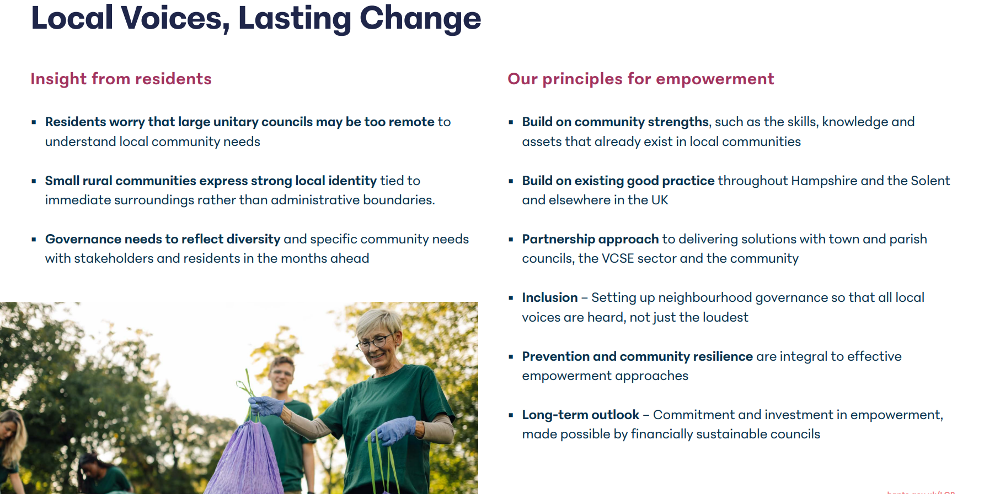 Local Voices, Lasting Change
Insight from residents
▪ Residents worry that large unitary councils may be too remote to
understand local community needs
▪ Small rural communities express strong local identity tied to
immediate surroundings rather than administrative boundaries.
▪ Governance needs to reflect diversity and specific community needs
with stakeholders and residents in the months ahead
Our principles for empowerment
▪ Build on community strengths, such as the skills, knowledge and
assets that already exist in local communities
▪ Build on existing good practice throughout Hampshire and the Solent
and elsewhere in the UK
▪ Partnership approach to delivering solutions with town and parish
councils, the VCSE sector and the community
▪ Inclusion – Setting up neighbourhood governance so that all local
voices are heard, not just the loudest
▪ Prevention and community resilience are integral to effective
empowerment approaches
▪ Long-term outlook – Commitment and investment in empowerment,
made possible by financially sustainable councils